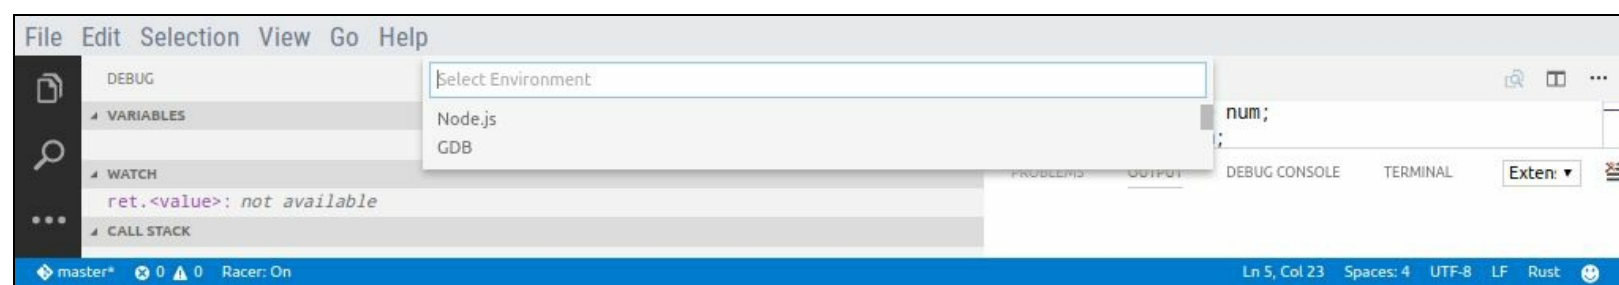 File Edit Selection View Go Help
DEBUG
Select Environment
VARIABLES
Node.js
GDB
num;
;
WATCH
ret.<value>: not available
CALL STACK
PROBLEMS OUTPUT DEBUG CONSOLE TERMINAL Exten:
master* 0 0 Racer: On Ln 5, Col 23 Spaces: 4 UTF-8 LF Rust